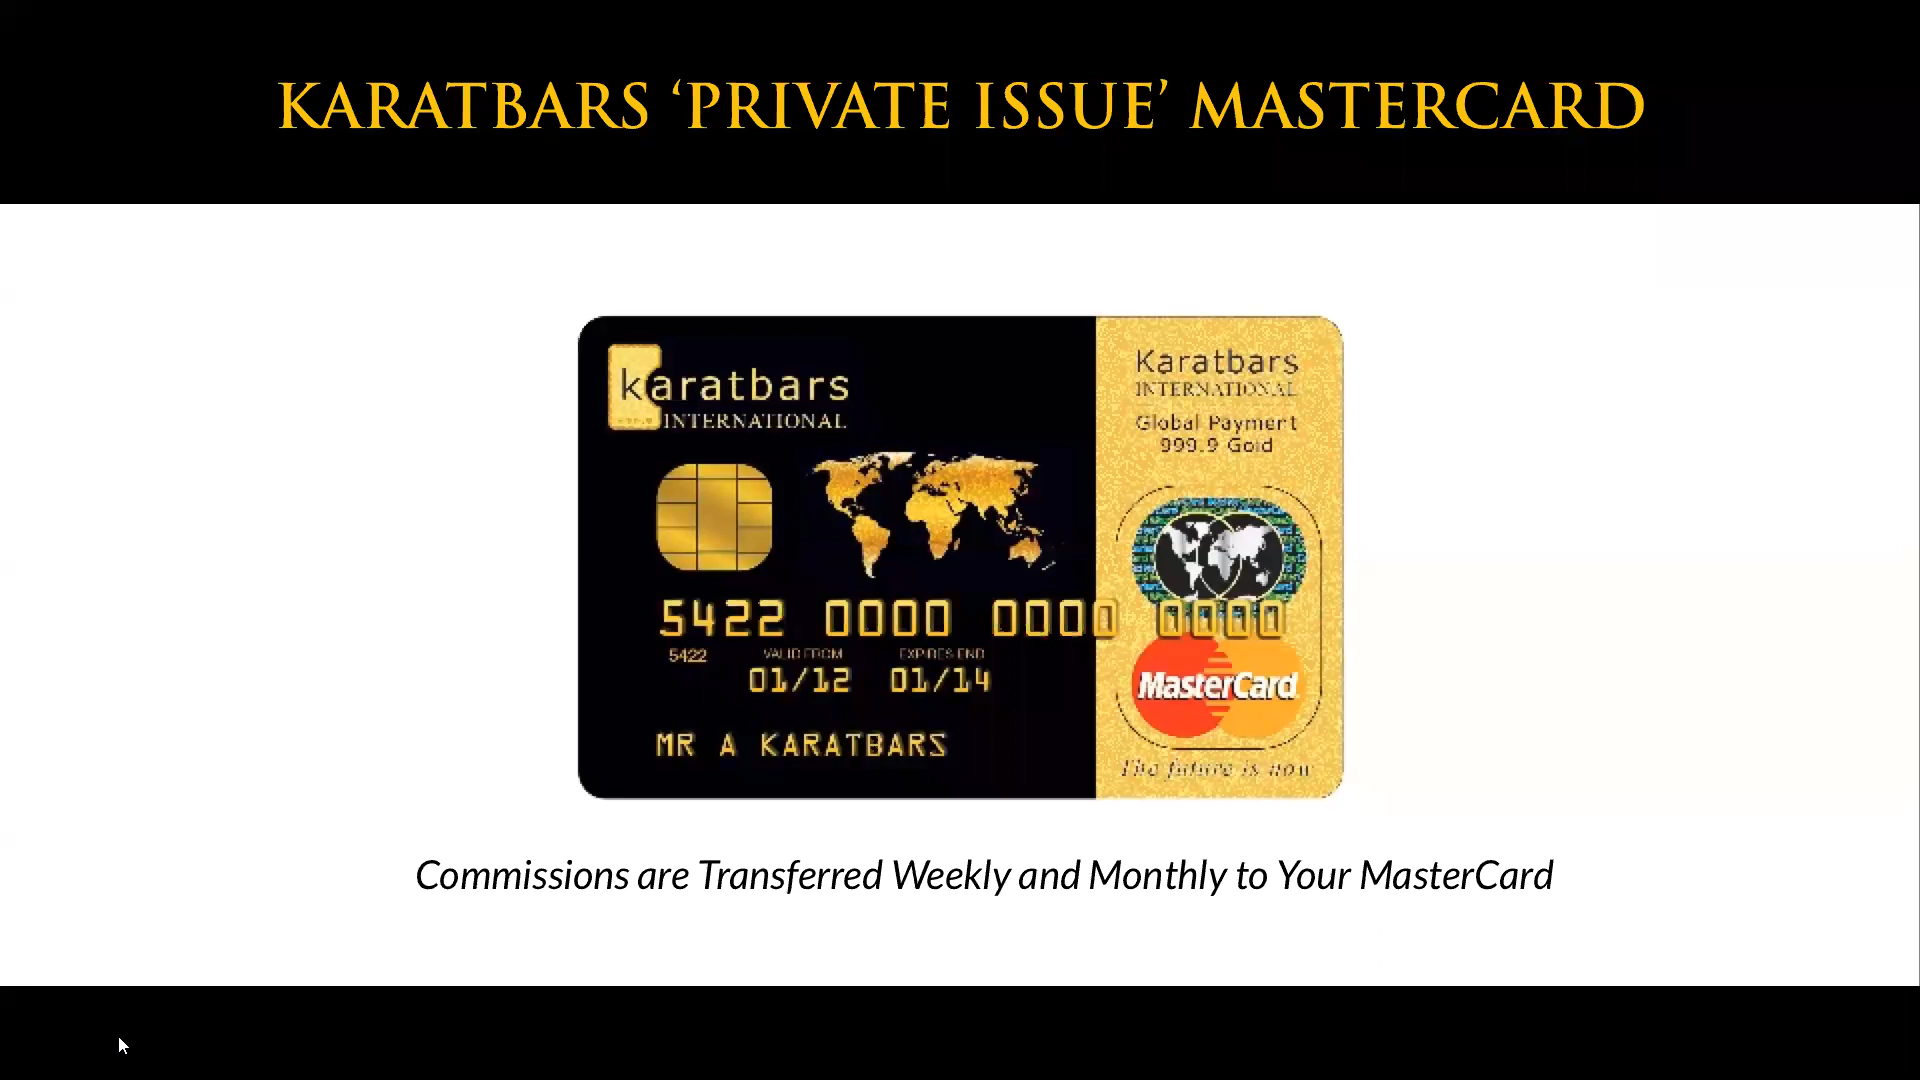 KARATBARS ‘PRIVATE ISSUE’ MASTERCARD
karatbars
INTERNATIONAL
Karatbars
INTERNATIONAL
Global Payment
999.9 Gold
5422 0000 0000 0000
5422
VALID FROM
EXPIRES END
01/12
01/14
MasterCard
MR A KARATBARS
The future is now
Commissions are Transferred Weekly and Monthly to Your MasterCard